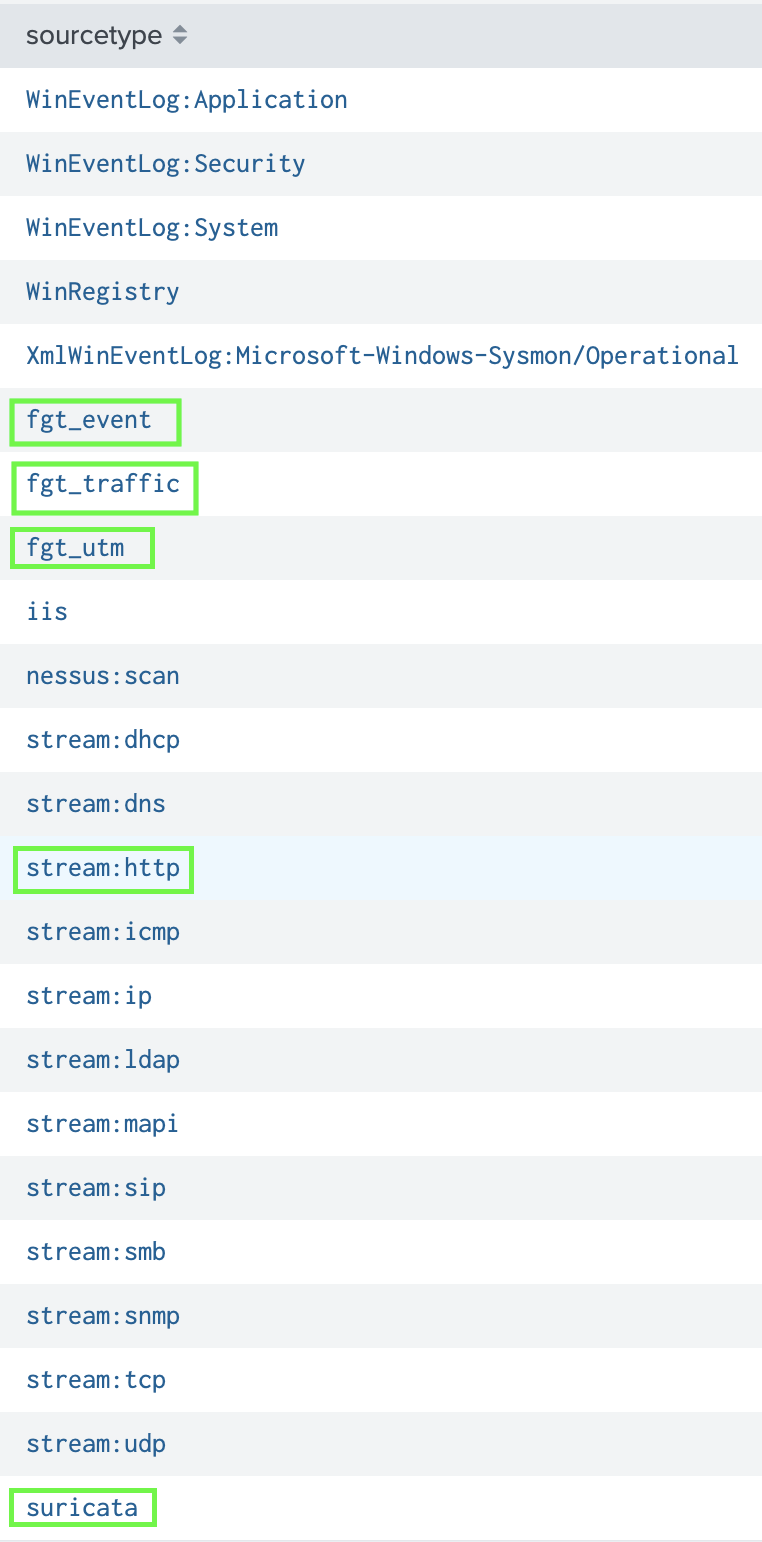 sourcetype
WinEventLog:Application
WinEventLog:Security
WinEventLog:System
WinRegistry
XmlWinEventLog:Microsoft-Windows-Sysmon/Operational
fgt_event
fgt_traffic
fgt_utm
iis
nessus:scan
stream:dhcp
stream:dns
stream:http
stream:icmp
stream:ip
stream:ldap
stream:mapi
stream:sip
stream:smb
stream:snmp
stream:tcp
stream:udp
suricata